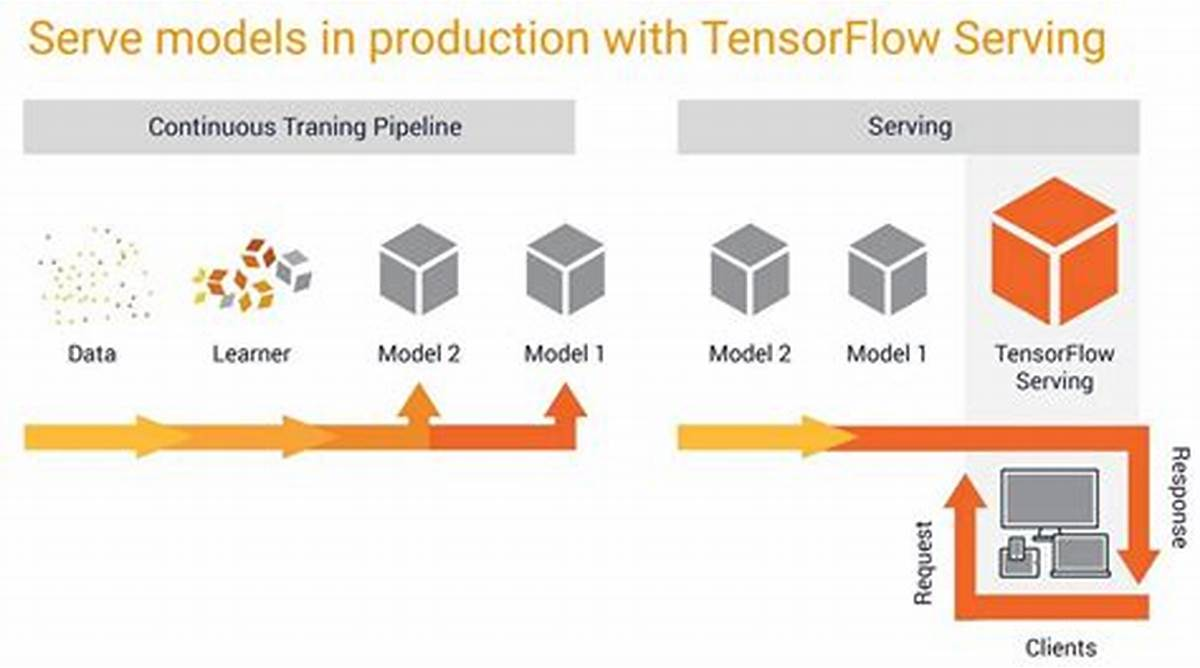 Serve models in production with TensorFlow Serving
Continuous Traning Pipeline
Serving
Data
Learner
Model 2
Model 1
Model 2
Model 1
TensorFlow
Serving
Response
Request
Clients